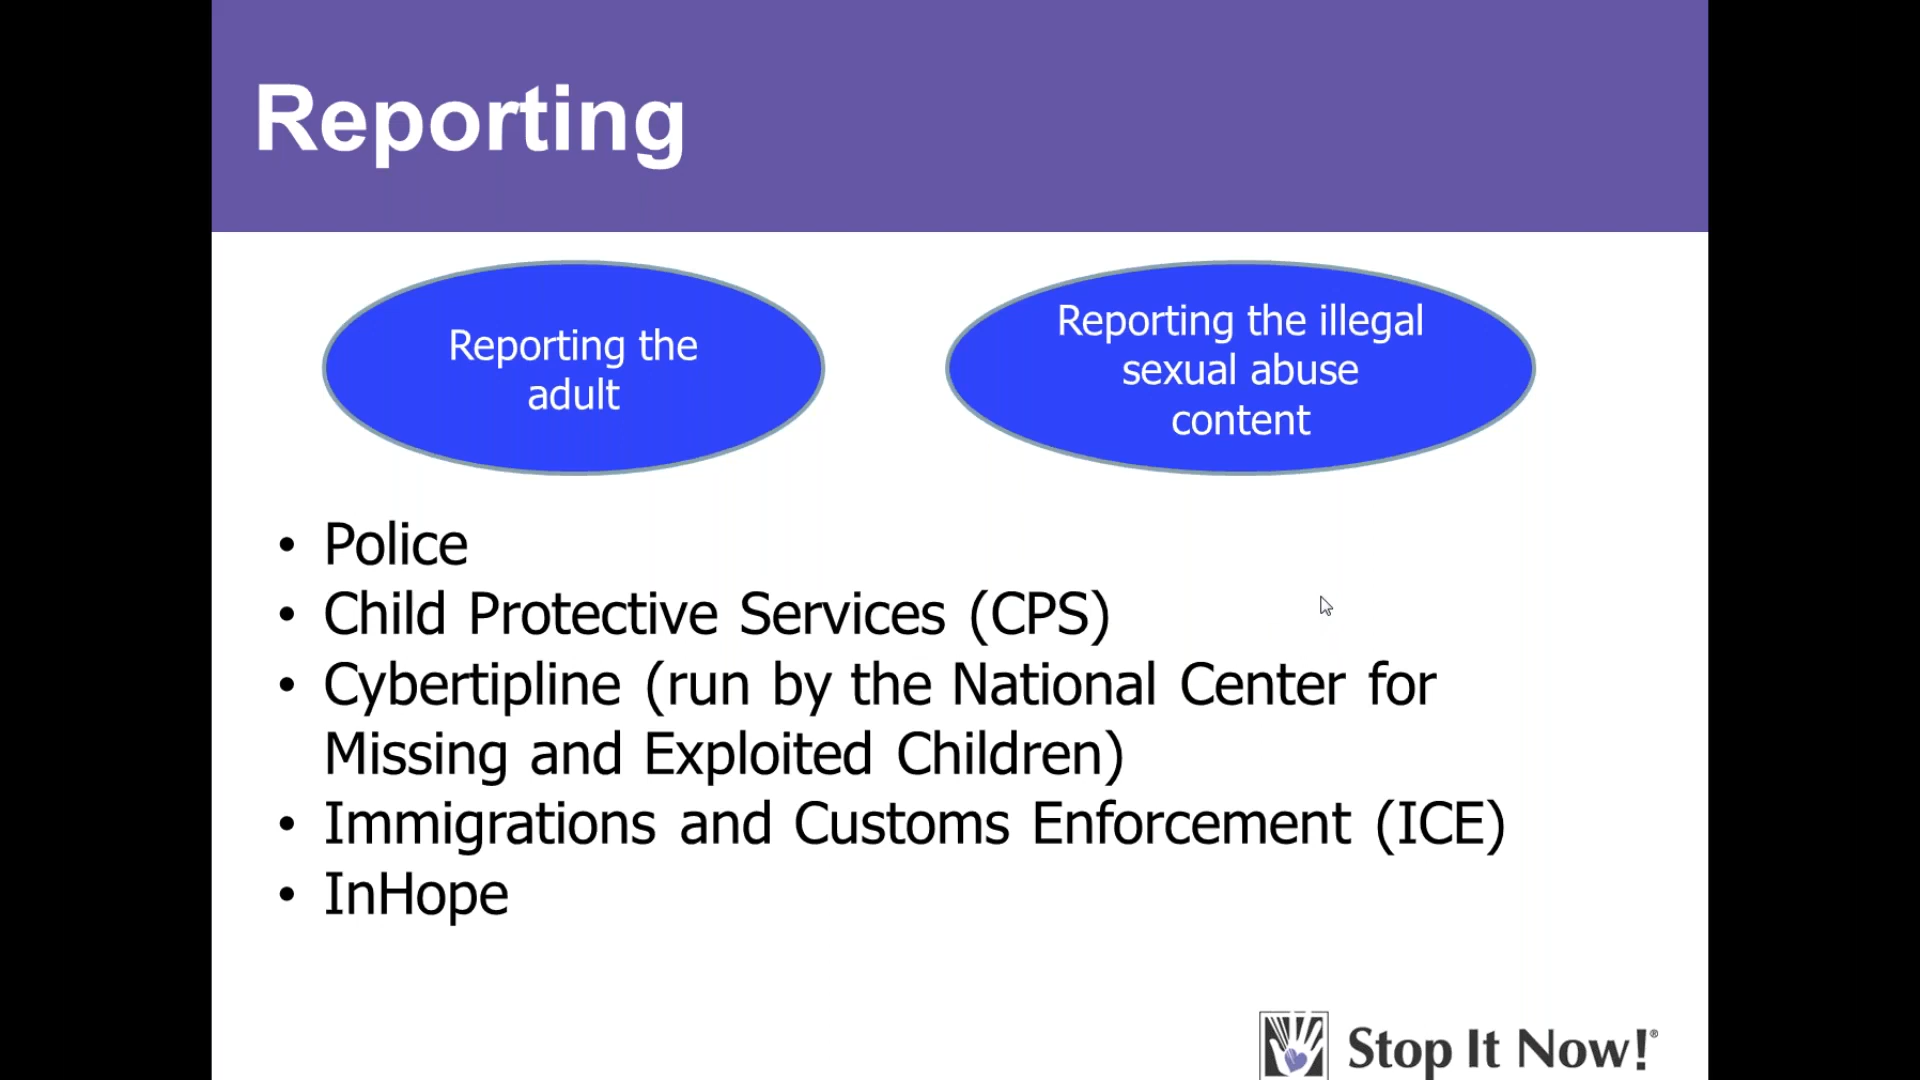 Reporting
Reporting the
adult
Reporting the illegal
sexual abuse
content
• Police
• Child Protective Services (CPS)
• Cybertipline (run by the National Center for
Missing and Exploited Children)
• Immigrations and Customs Enforcement (ICE)
• InHope
Stop It Now!®